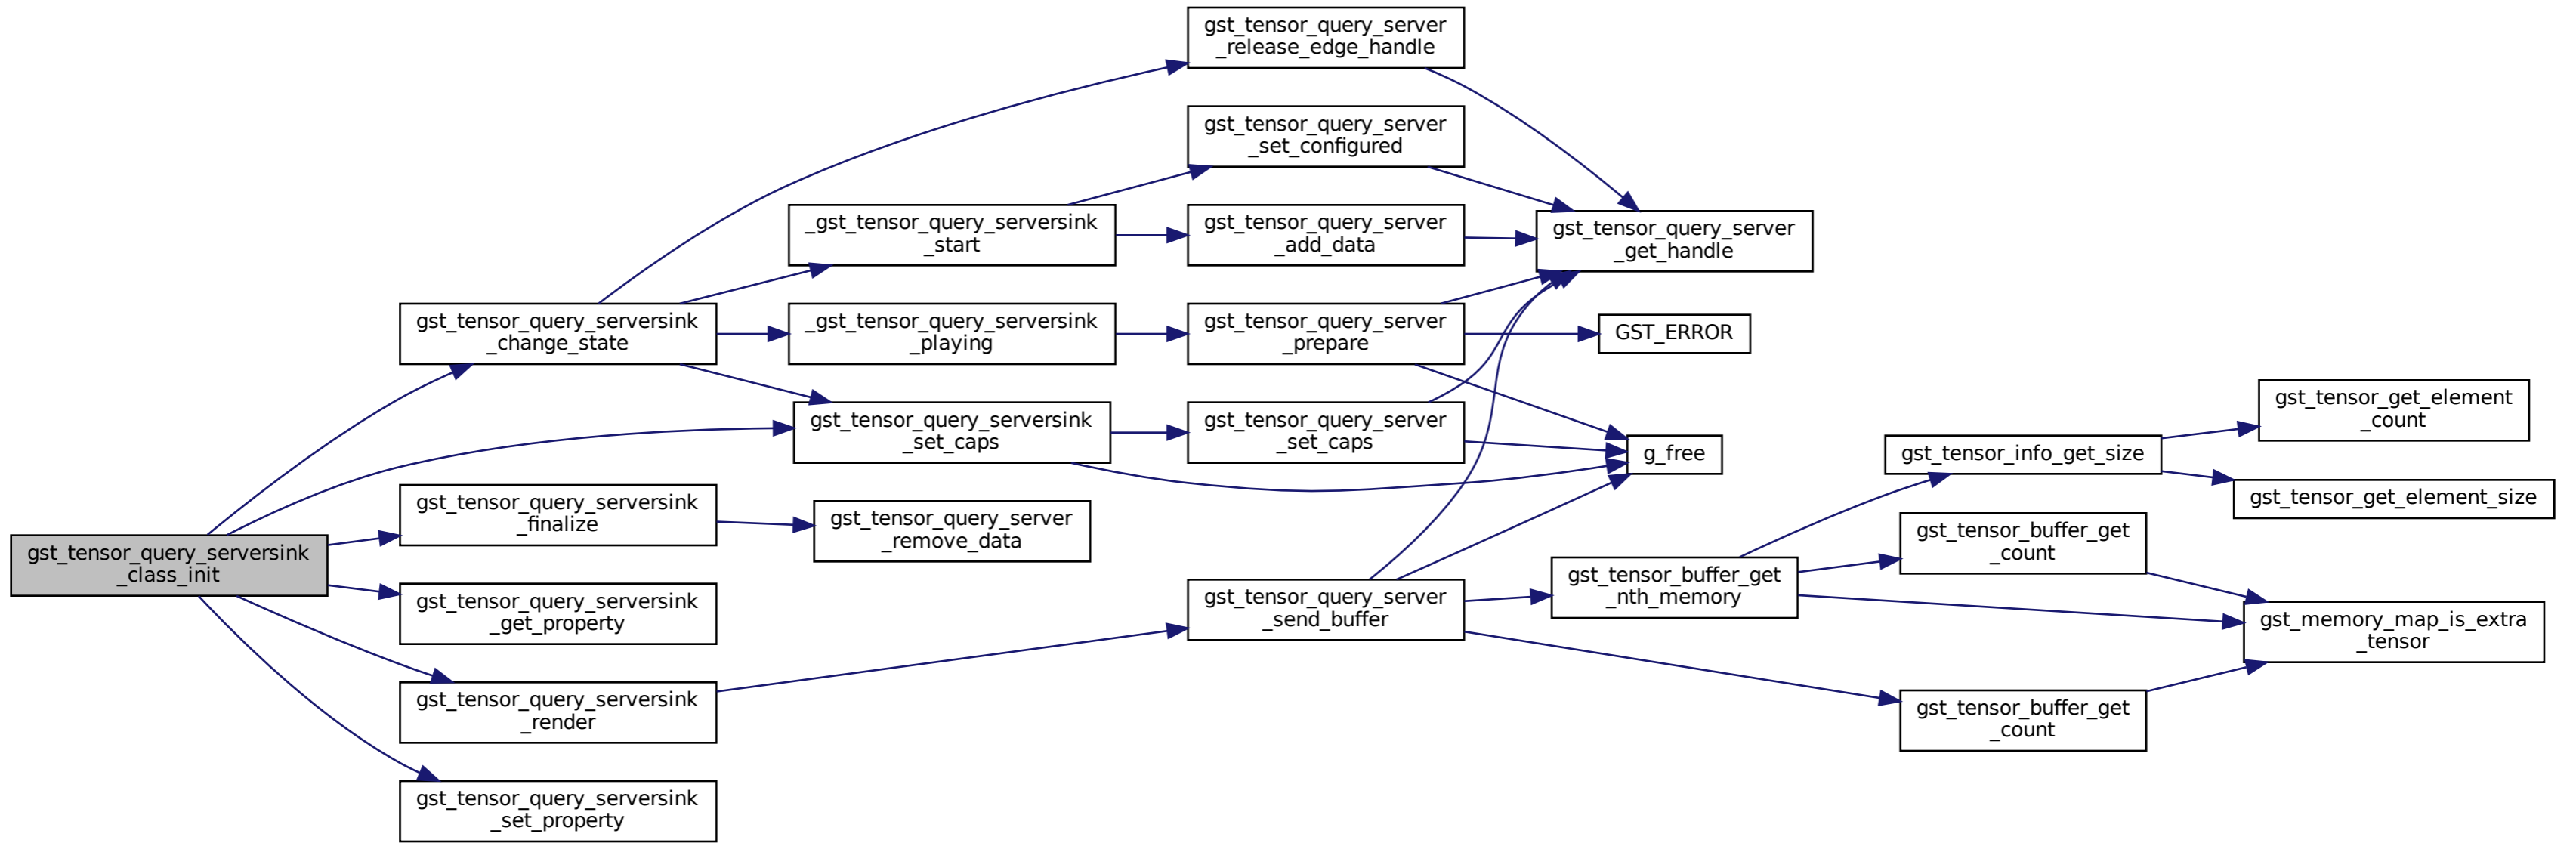 gst_tensor_query_serversink
_class_init
gst_tensor_query_serversink
_change_state
gst_tensor_query_server
_release_edge_handle
gst_tensor_query_server
_get_handle
_gst_tensor_query_serversink
_start
gst_tensor_query_server
_set_configured
gst_tensor_query_server
_add_data
_gst_tensor_query_serversink
_playing
gst_tensor_query_server
_prepare
GST_ERROR
g_free
gst_tensor_query_serversink
_set_caps
gst_tensor_query_server
_set_caps
gst_tensor_query_serversink
_finalize
gst_tensor_query_server
_remove_data
gst_tensor_query_serversink
_get_property
gst_tensor_query_serversink
_render
gst_tensor_query_server
_send_buffer
gst_tensor_buffer_get
_nth_memory
gst_tensor_info_get_size
gst_tensor_get_element
_count
gst_tensor_get_element_size
gst_tensor_buffer_get
_count
gst_memory_map_is_extra
_tensor
gst_tensor_buffer_get
_count
gst_tensor_query_serversink
_set_property